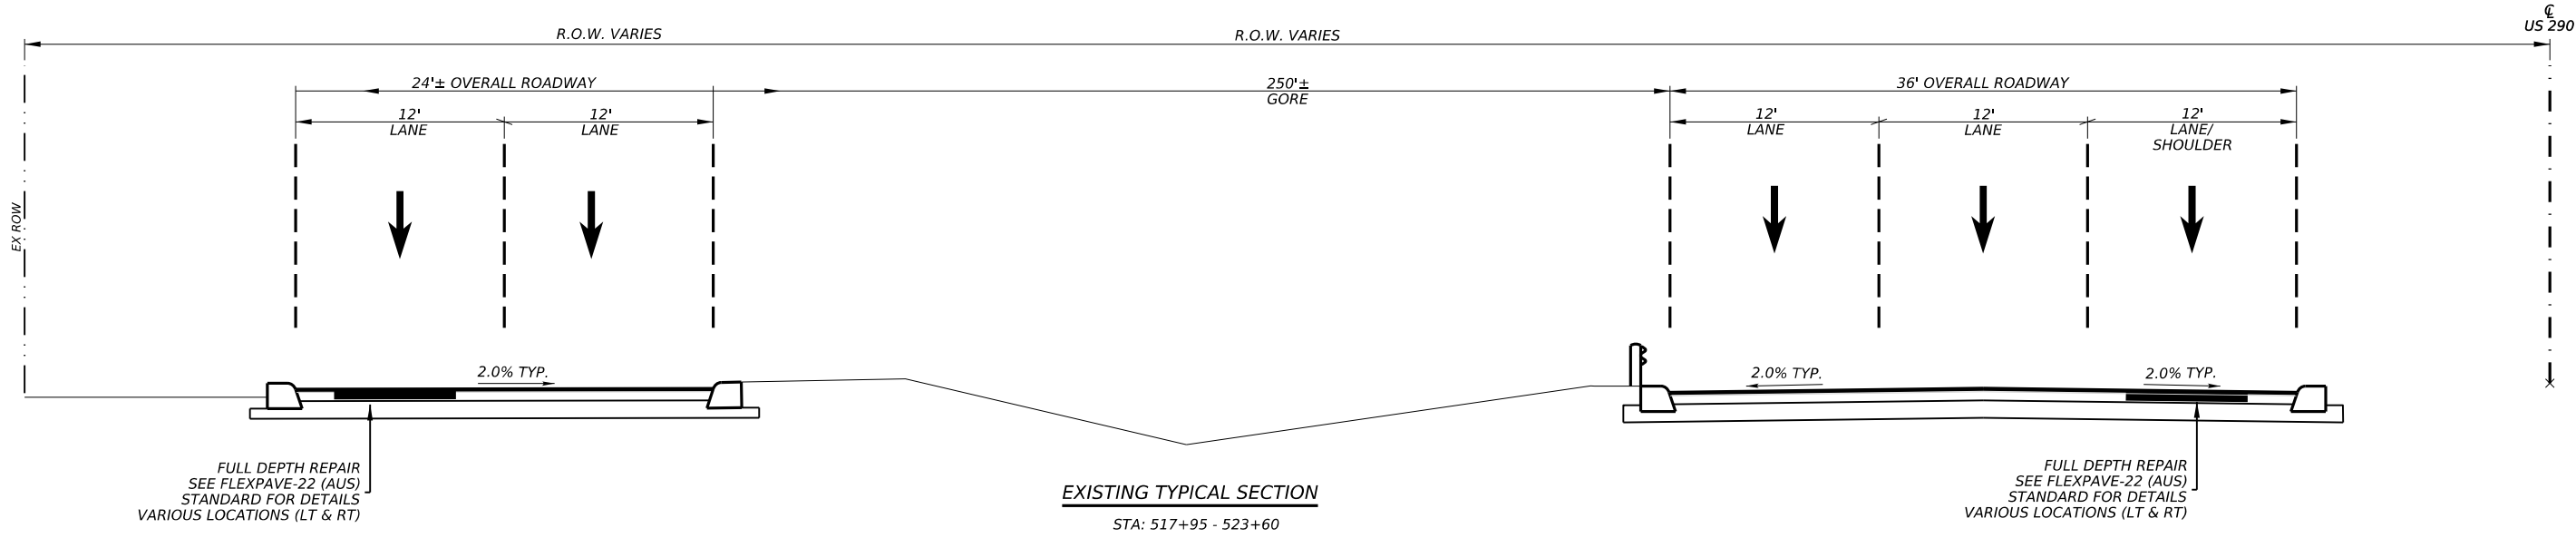 ℄
US 290
R.O.W. VARIES
R.O.W. VARIES
24'± OVERALL ROADWAY
250'±
GORE
36' OVERALL ROADWAY
12'
LANE
12'
LANE
12'
LANE
12'
LANE
12'
LANE/
SHOULDER
EX ROW
2.0% TYP.
2.0% TYP.
2.0% TYP.
FULL DEPTH REPAIR
SEE FLEXPAVE-22 (AUS)
STANDARD FOR DETAILS
VARIOUS LOCATIONS (LT & RT)
FULL DEPTH REPAIR
SEE FLEXPAVE-22 (AUS)
STANDARD FOR DETAILS
VARIOUS LOCATIONS (LT & RT)
EXISTING TYPICAL SECTION
STA: 517+95 - 523+60